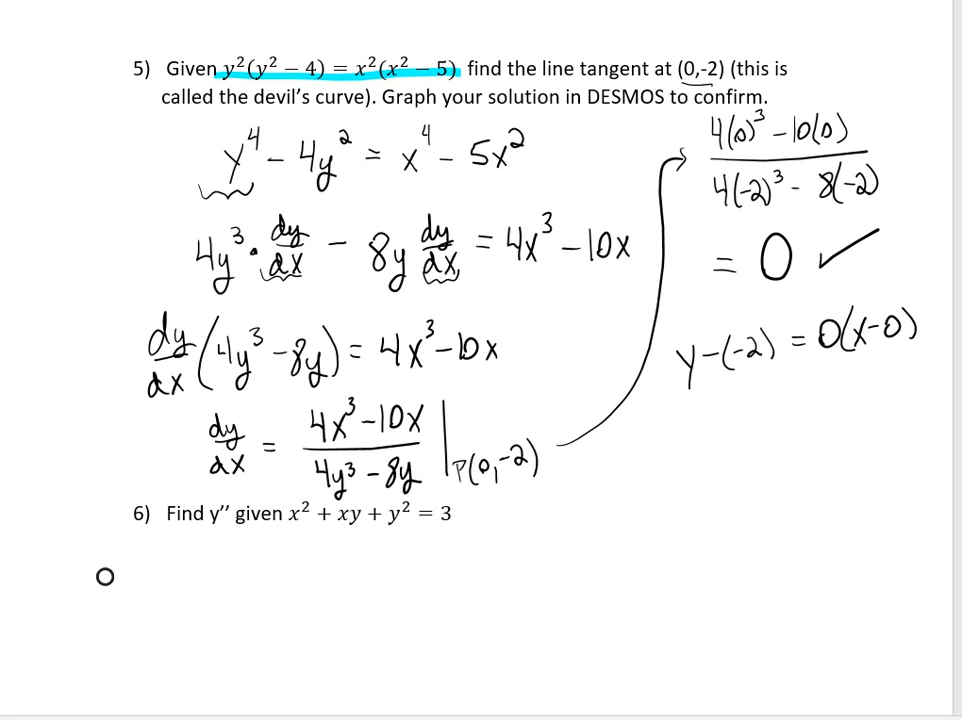 5) Given y²(y² − 4) = x²(x² − 5) find the line tangent at (0,-2) (this is
called the devil's curve). Graph your solution in DESMOS to confirm.
y⁴ - 4y² = x⁴ - 5x²
4y³ · dy/dx - 8y dy/dx = 4x³ - 10x
dy/dx (4y³ - 8y) = 4x³ - 10x
dy/dx = (4x³ - 10x)/(4y³ - 8y) | P(0,-2)
(4(0)³ - 10(0))/(4(-2)³ - 8(-2))
= 0 ✓
y-(-2) = 0(x-0)
6) Find y'' given x² + xy + y² = 3